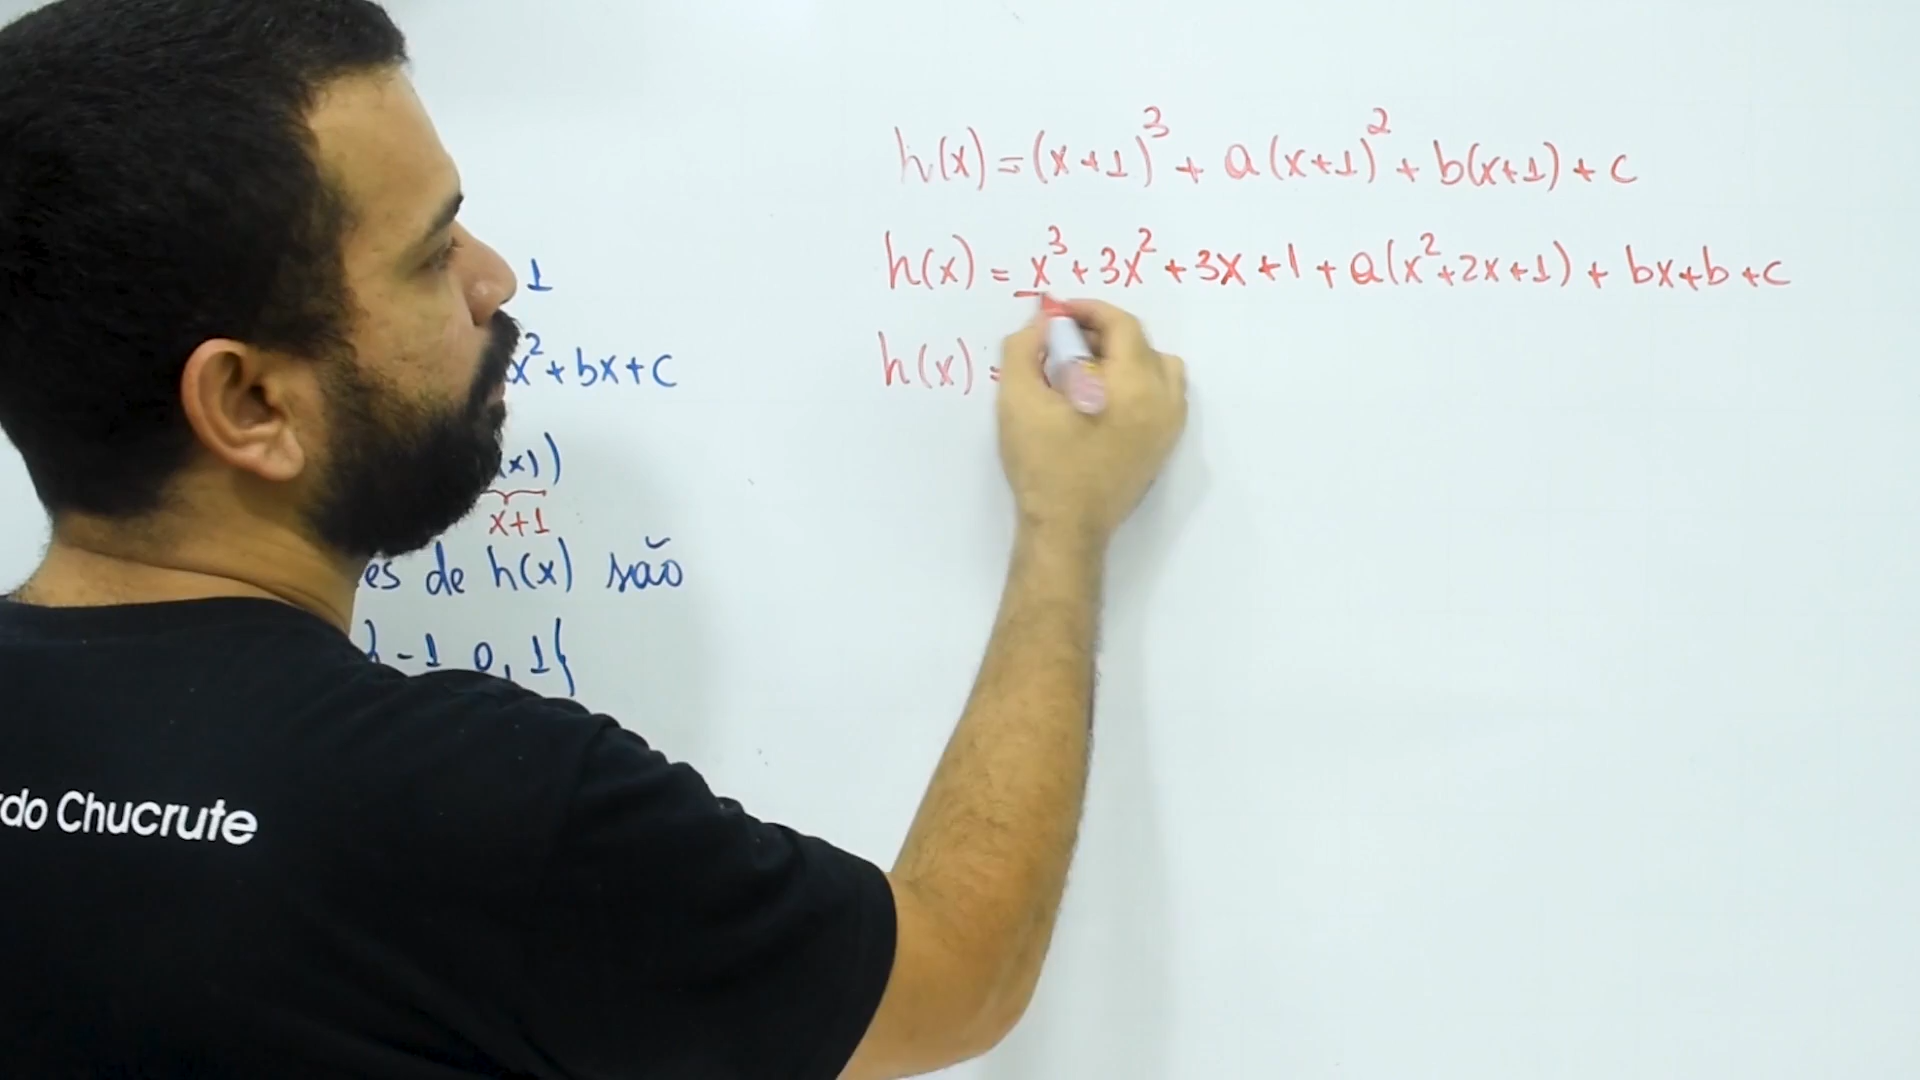 1
x²+bx+c
(x))
x+1
es de h(x) são
-1, 0, 1}
h(x)=(x+1)³+a(x+1)²+b(x+1)+c
h(x)=x³+3x²+3x+1+a(x²+2x+1)+bx+b+c
h(x)=
rdo Chucrute